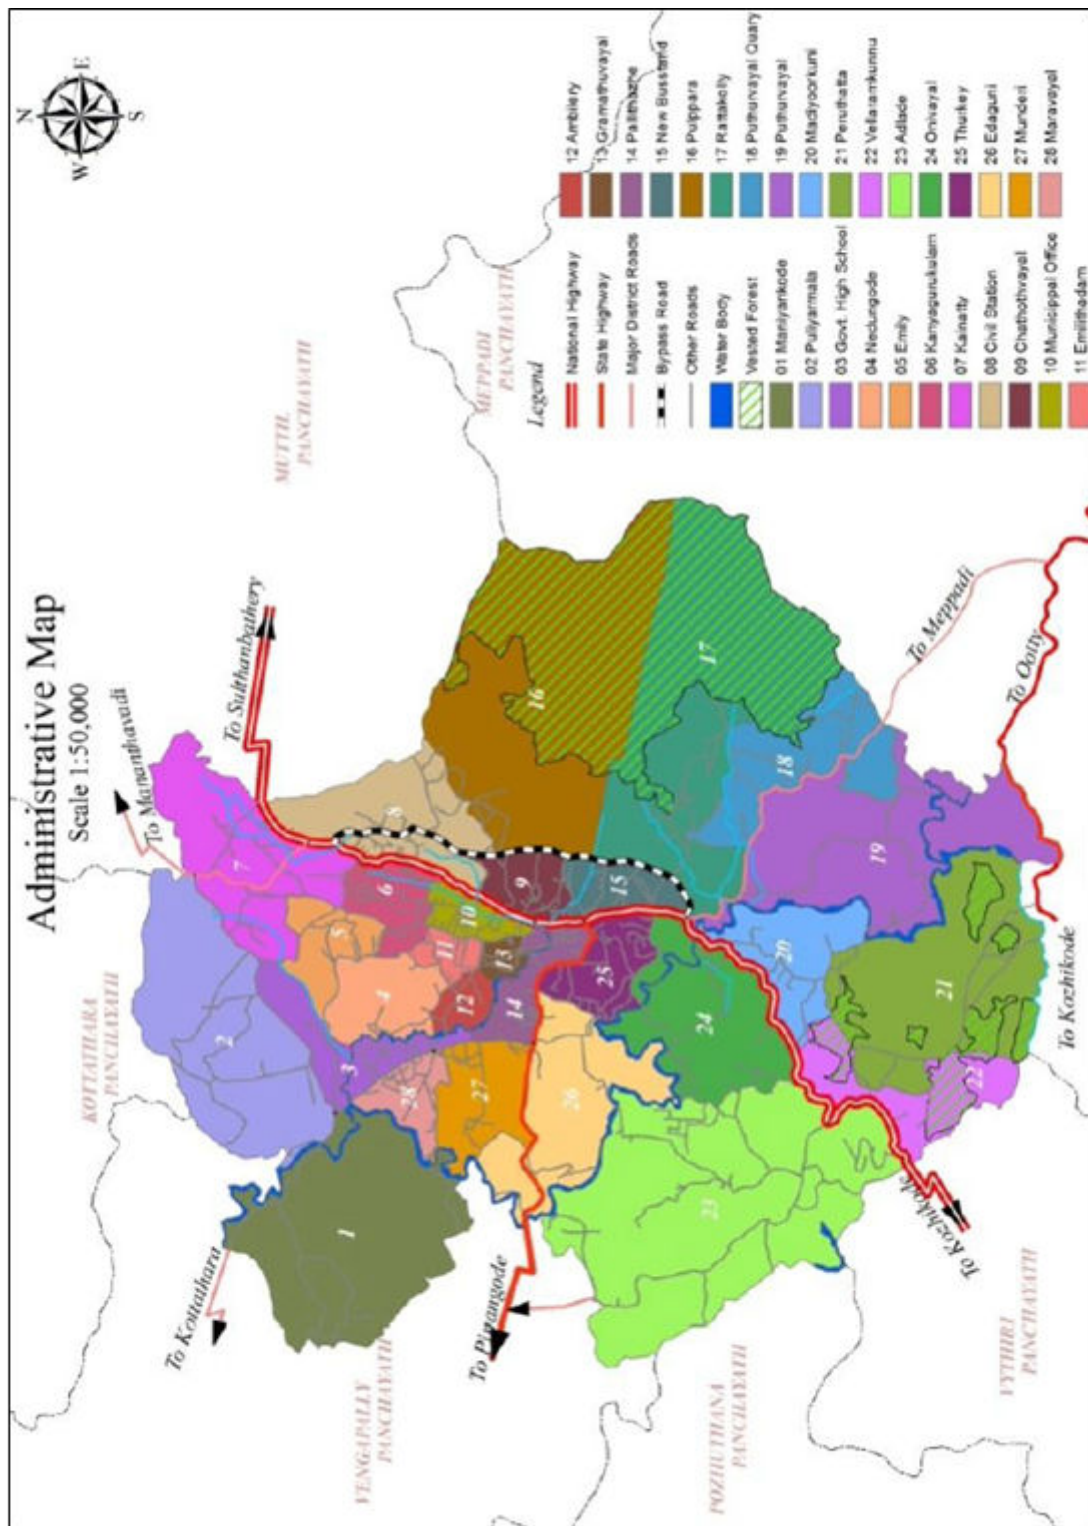 Administrative Map
Scale 1:50,000
N
E
S
W
KOTTATHARA
PANCHAYATH
To Mananthavadi
To Sulthanbathery
MUTTIL
PANCHAYATH
MEPPADI
PANCHAYATH
To Kottathara
VENGAPALLY
PANCHAYATH
To Pinangode
POZHUTHANA
PANCHAYATH
VYTHIRI
PANCHAYATH
To Kozhikode
To Kozhikode
To Ootty
To Meppadi
1
2
3
4
5
6
7
8
9
10
11
12
13
14
15
16
17
18
19
20
21
22
23
24
25
26
27
28
Legend
National Highway
State Highway
Major District Roads
Bypass Road
Other Roads
Water Body
Vested Forest
01 Maniyankode
02 Puliyarmala
03 Govt. High School
04 Nedungode
05 Emily
06 Kanyagurukulam
07 Kainatty
08 Civil Station
09 Chathothvayal
10 Municippal Office
11 Emilithadam
12 Ambilery
13 Gramathuvayal
14 Pallithazhe
15 New Busstand
16 Pulppara
17 Rattakolly
18 Puthurvayal Quary
19 Puthurvayal
20 Madiyoorkuni
21 Peruthatta
22 Vellaramkunnu
23 Adlade
24 Onivayal
25 Thurkey
26 Edaguni
27 Munderi
28 Maravayal